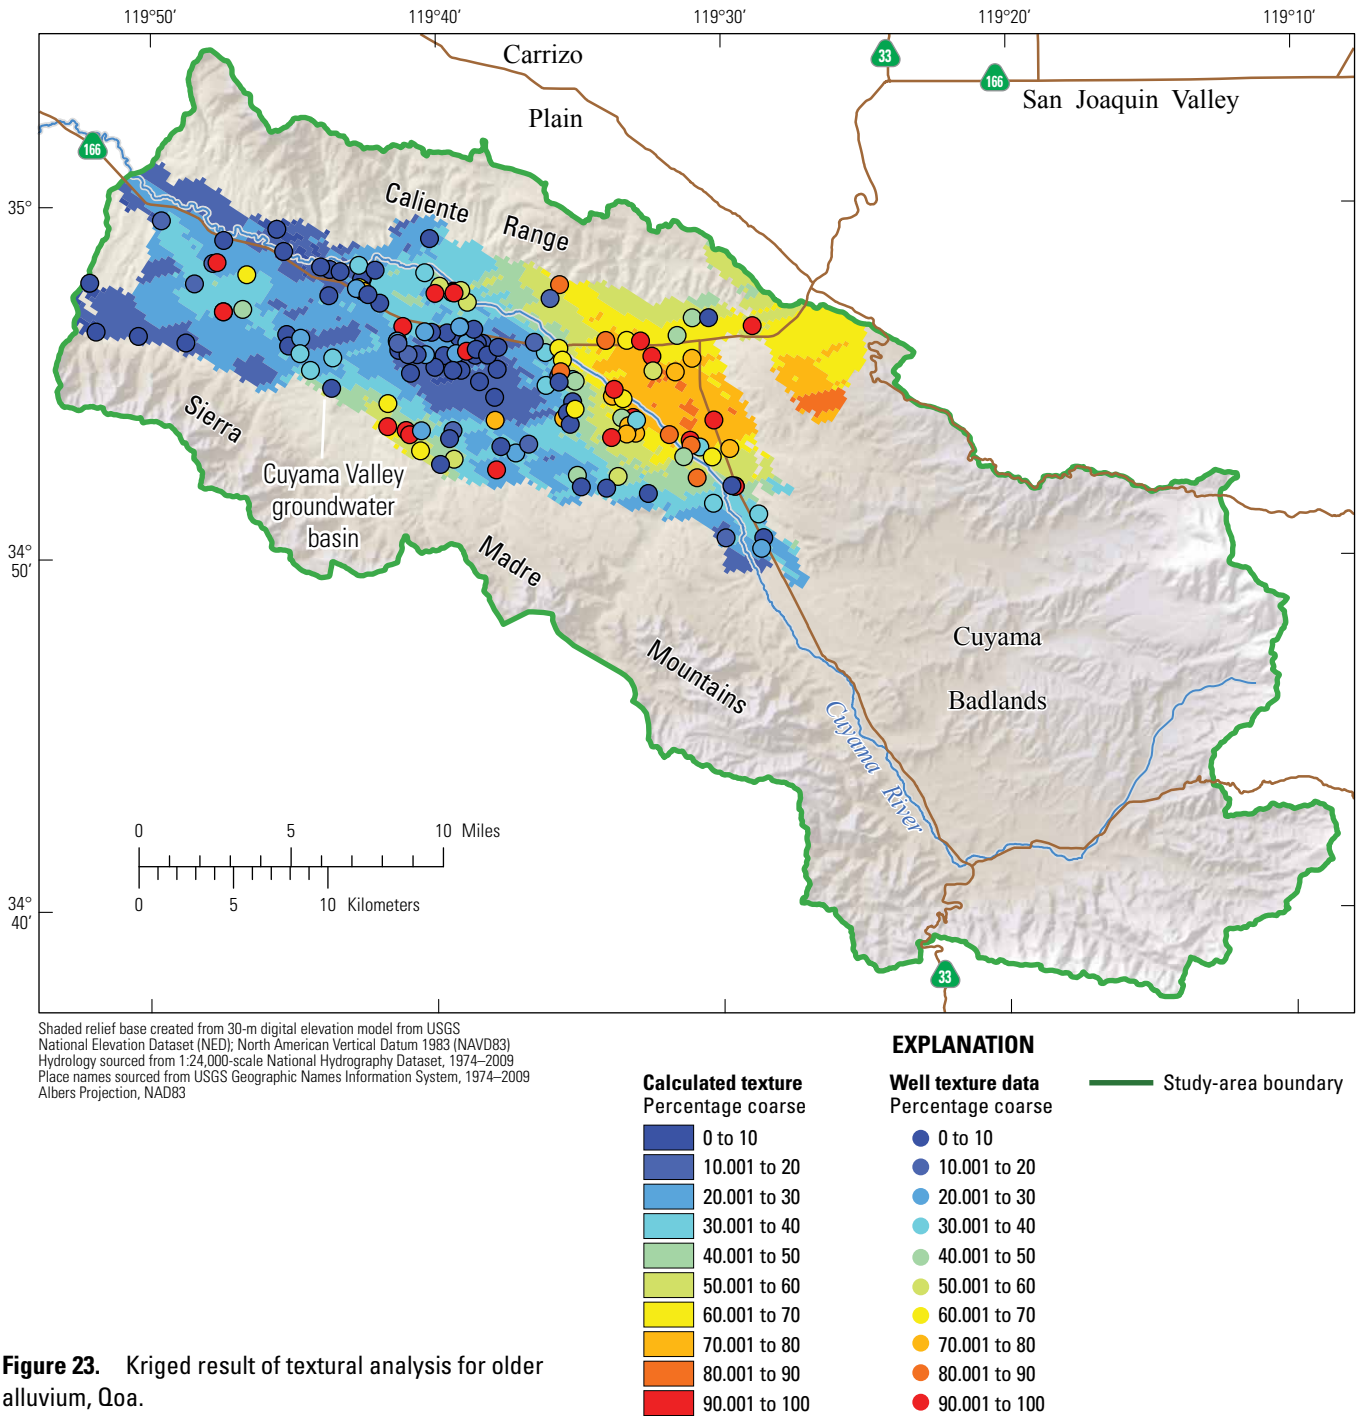 119°50′ 119°40′ 119°30′ 119°20′ 119°10′
Carrizo
Plain
33
166
San Joaquin Valley
166
35°
Caliente Range
Sierra
Cuyama Valley
groundwater
basin
Madre
34°
50′
Mountains
Cuyama
Badlands
Cuyama River
0 5 10 Miles
0 5 10 Kilometers
34°
40′
33
Shaded relief base created from 30-m digital elevation model from USGS
National Elevation Dataset (NED); North American Vertical Datum 1983 (NAVD83)
Hydrology sourced from 1:24,000-scale National Hydrography Dataset, 1974–2009
Place names sourced from USGS Geographic Names Information System, 1974–2009
Albers Projection, NAD83
EXPLANATION
Calculated texture
Percentage coarse
0 to 10
10.001 to 20
20.001 to 30
30.001 to 40
40.001 to 50
50.001 to 60
60.001 to 70
70.001 to 80
80.001 to 90
90.001 to 100
Well texture data
Percentage coarse
0 to 10
10.001 to 20
20.001 to 30
30.001 to 40
40.001 to 50
50.001 to 60
60.001 to 70
70.001 to 80
80.001 to 90
90.001 to 100
Study-area boundary
Figure 23. Kriged result of textural analysis for older
alluvium, Qoa.